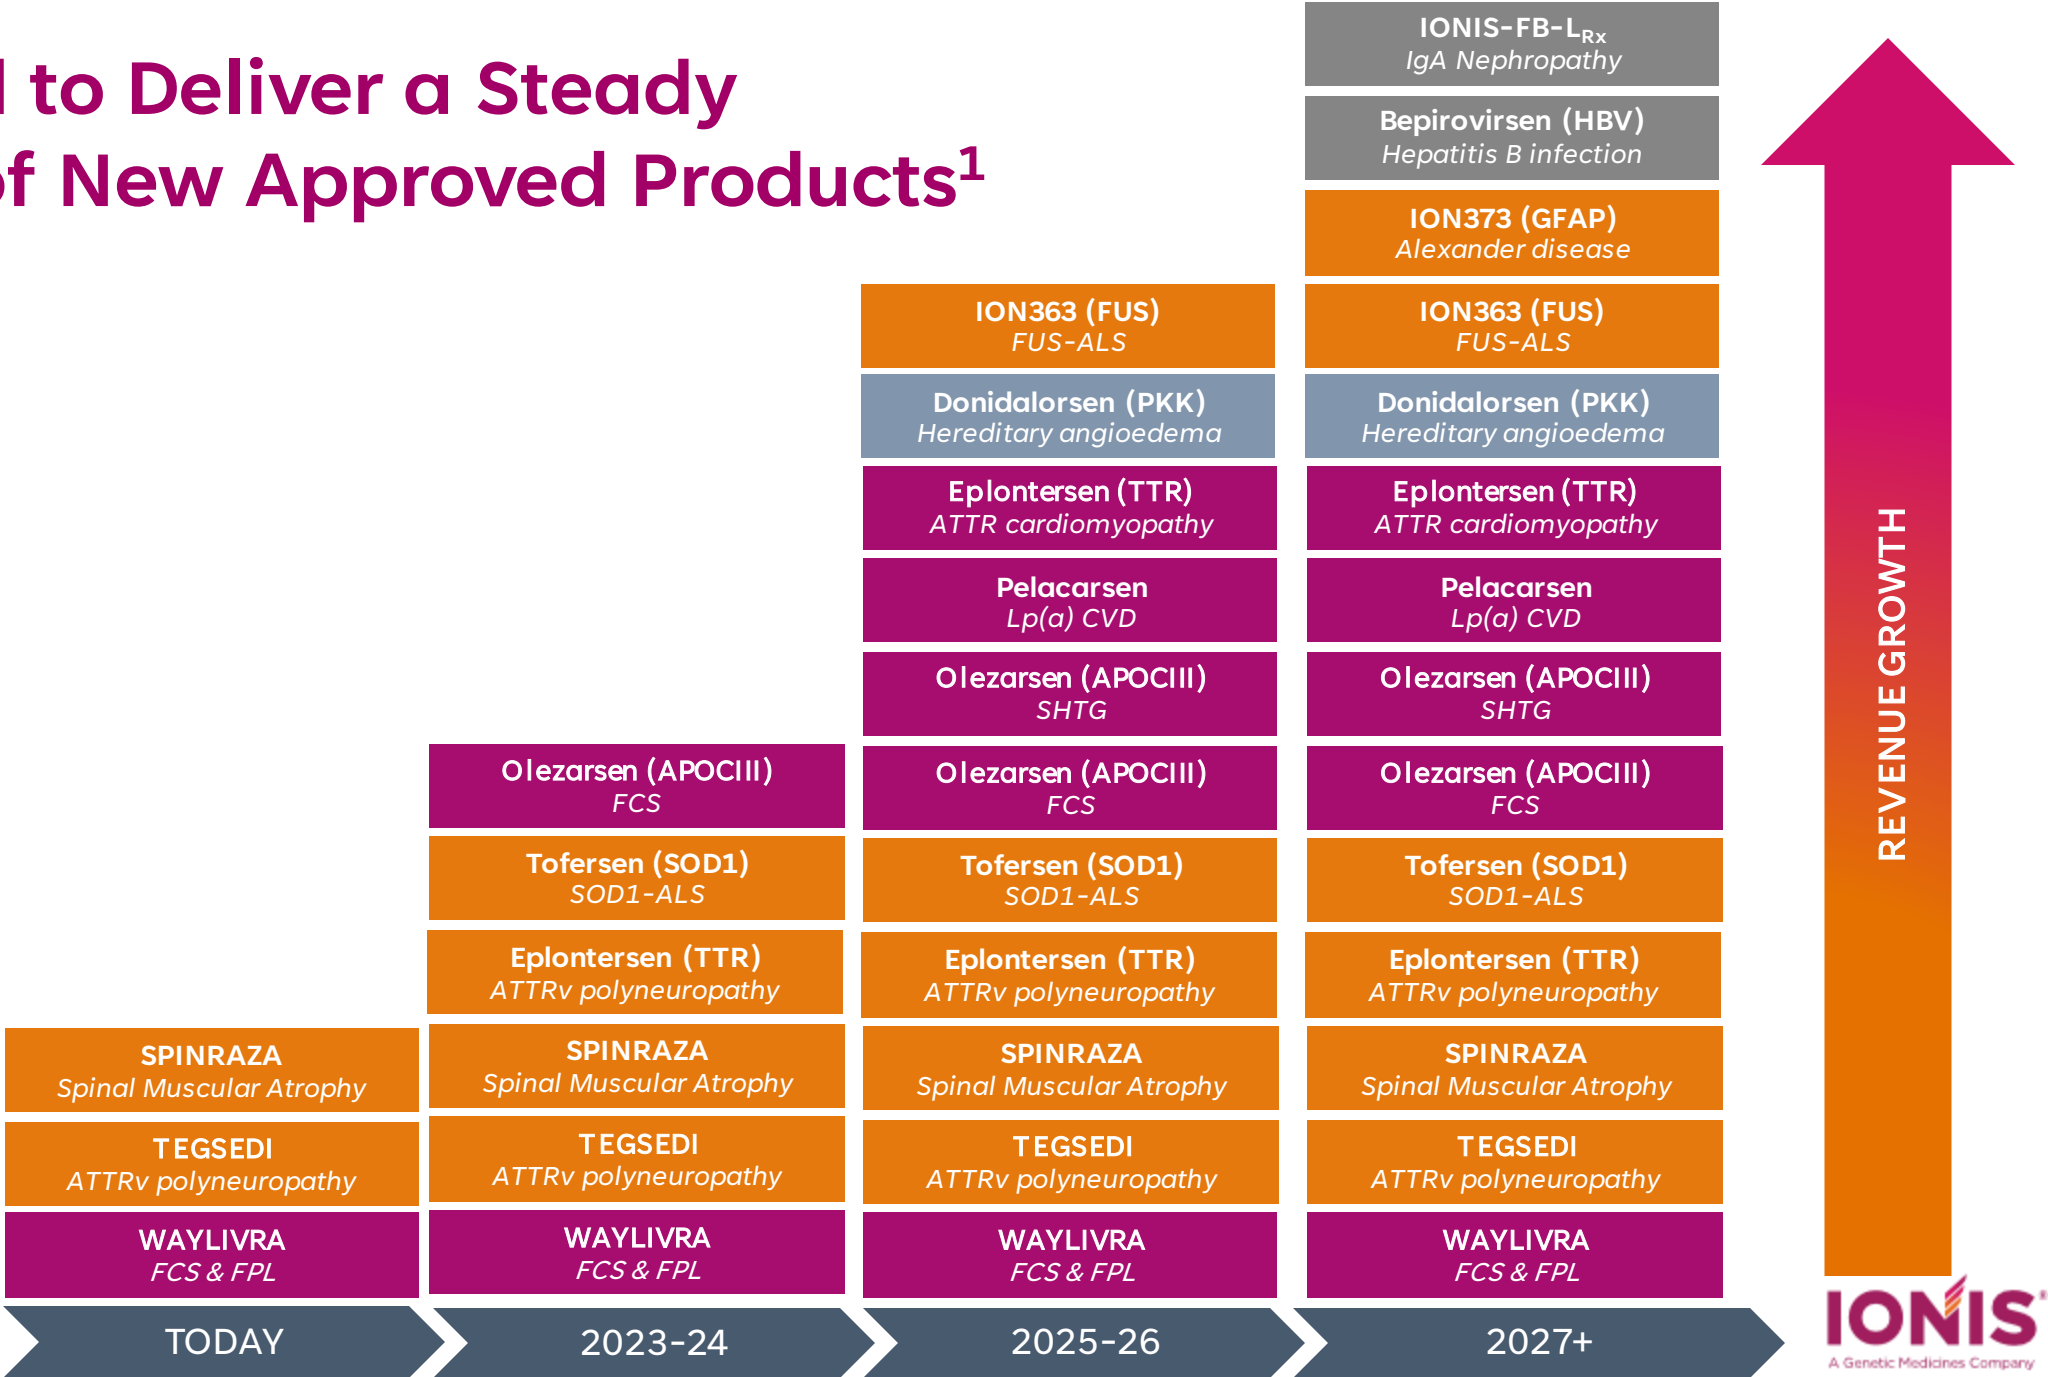 to Deliver a Steady
of New Approved Products¹
IONIS-FB-L_Rx
IgA Nephropathy
Bepirovirsen (HBV)
Hepatitis B infection
ION373 (GFAP)
Alexander disease
ION363 (FUS)
FUS-ALS
ION363 (FUS)
FUS-ALS
Donidalorsen (PKK)
Hereditary angioedema
Donidalorsen (PKK)
Hereditary angioedema
Eplontersen (TTR)
ATTR cardiomyopathy
Eplontersen (TTR)
ATTR cardiomyopathy
Pelacarsen
Lp(a) CVD
Pelacarsen
Lp(a) CVD
Olezarsen (APOCIII)
SHTG
Olezarsen (APOCIII)
SHTG
Olezarsen (APOCIII)
FCS
Olezarsen (APOCIII)
FCS
Olezarsen (APOCIII)
FCS
Tofersen (SOD1)
SOD1-ALS
Tofersen (SOD1)
SOD1-ALS
Tofersen (SOD1)
SOD1-ALS
Eplontersen (TTR)
ATTRv polyneuropathy
Eplontersen (TTR)
ATTRv polyneuropathy
Eplontersen (TTR)
ATTRv polyneuropathy
SPINRAZA
Spinal Muscular Atrophy
SPINRAZA
Spinal Muscular Atrophy
SPINRAZA
Spinal Muscular Atrophy
SPINRAZA
Spinal Muscular Atrophy
TEGSEDI
ATTRv polyneuropathy
TEGSEDI
ATTRv polyneuropathy
TEGSEDI
ATTRv polyneuropathy
TEGSEDI
ATTRv polyneuropathy
WAYLIVRA
FCS & FPL
WAYLIVRA
FCS & FPL
WAYLIVRA
FCS & FPL
WAYLIVRA
FCS & FPL
TODAY
2023-24
2025-26
2027+
REVENUE GROWTH
IONIS
A Genetic Medicines Company